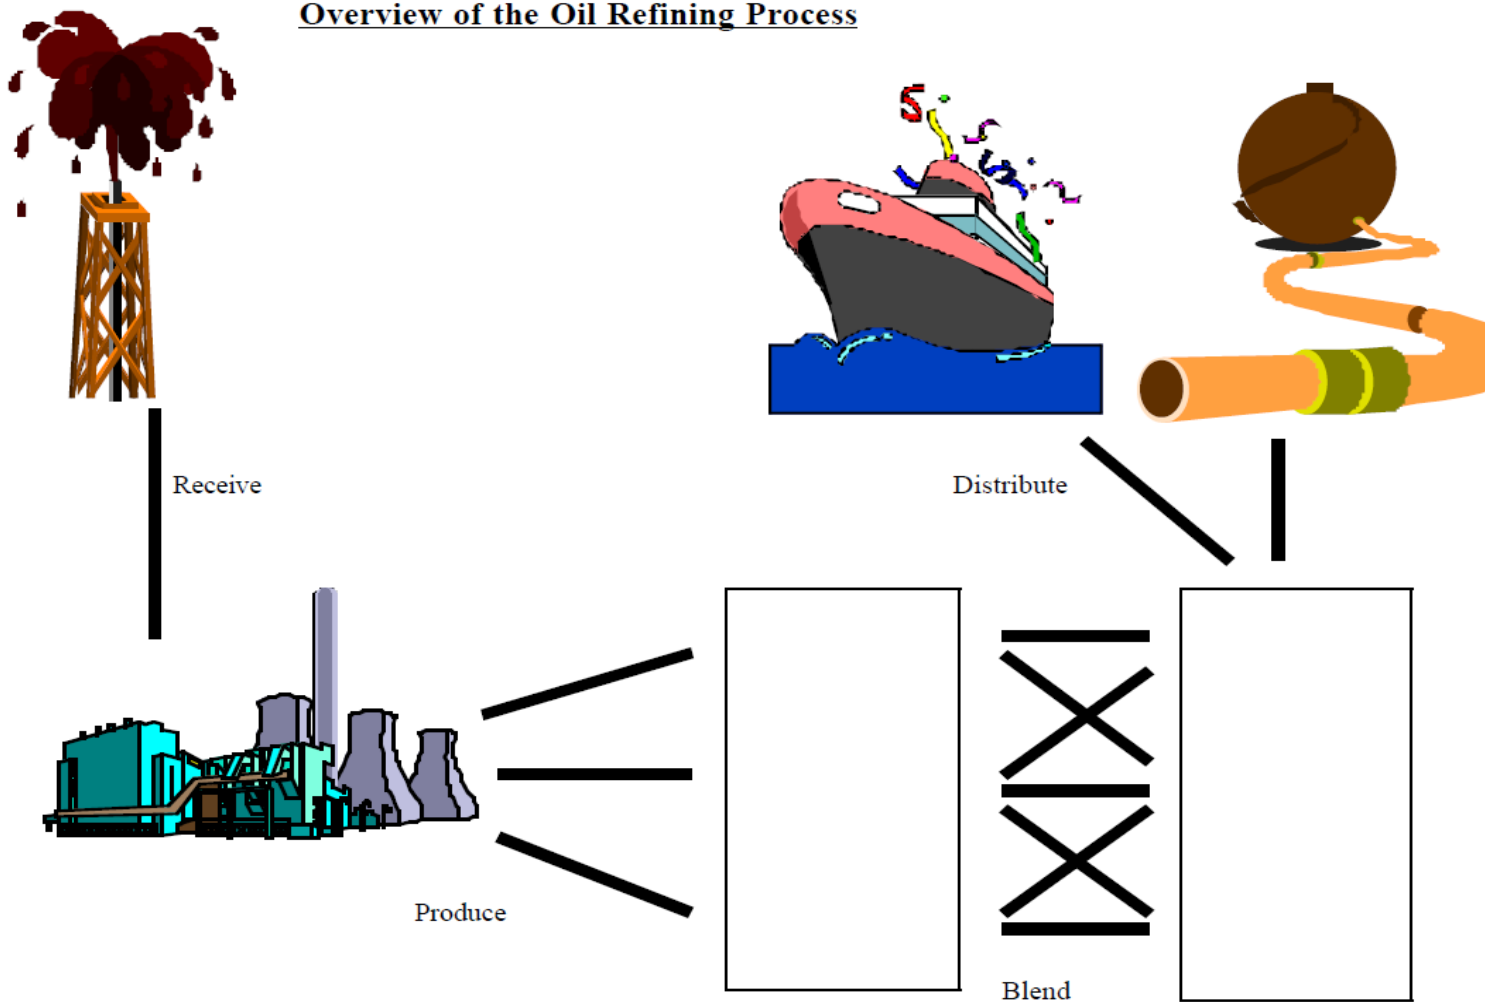 Overview of the Oil Refining Process
Receive
Distribute
Produce
Blend